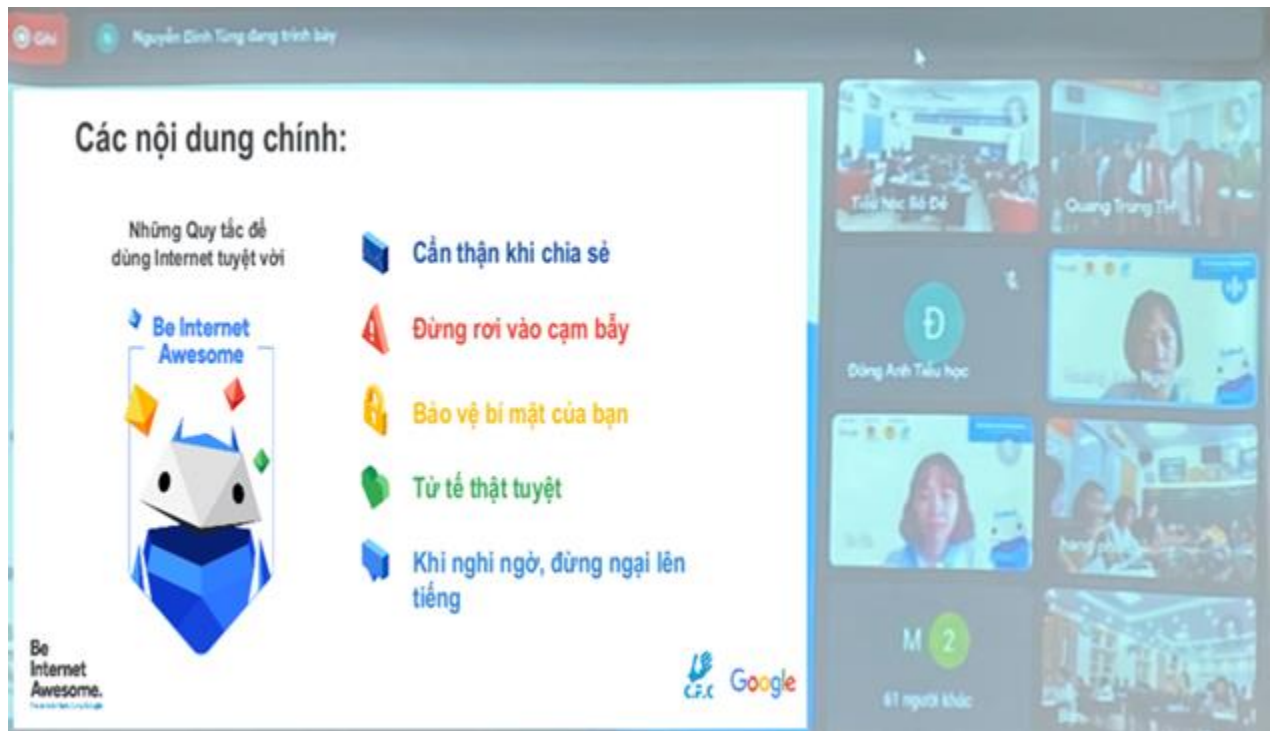 Ghi
Nguyễn Đình Tùng đang trình bày
Các nội dung chính:
Những Quy tắc để
dùng Internet tuyệt vời
Be Internet
Awesome
Cẩn thận khi chia sẻ
Đừng rơi vào cạm bẫy
Bảo vệ bí mật của bạn
Tử tế thật tuyệt
Khi nghi ngờ, đừng ngại lên
tiếng
Be
Internet
Awesome.
C.F.C
Google
Tiểu học Bồ Đề
Quang Trung TH
Đ
Đông Anh Tiểu học
M 2
61 người khác